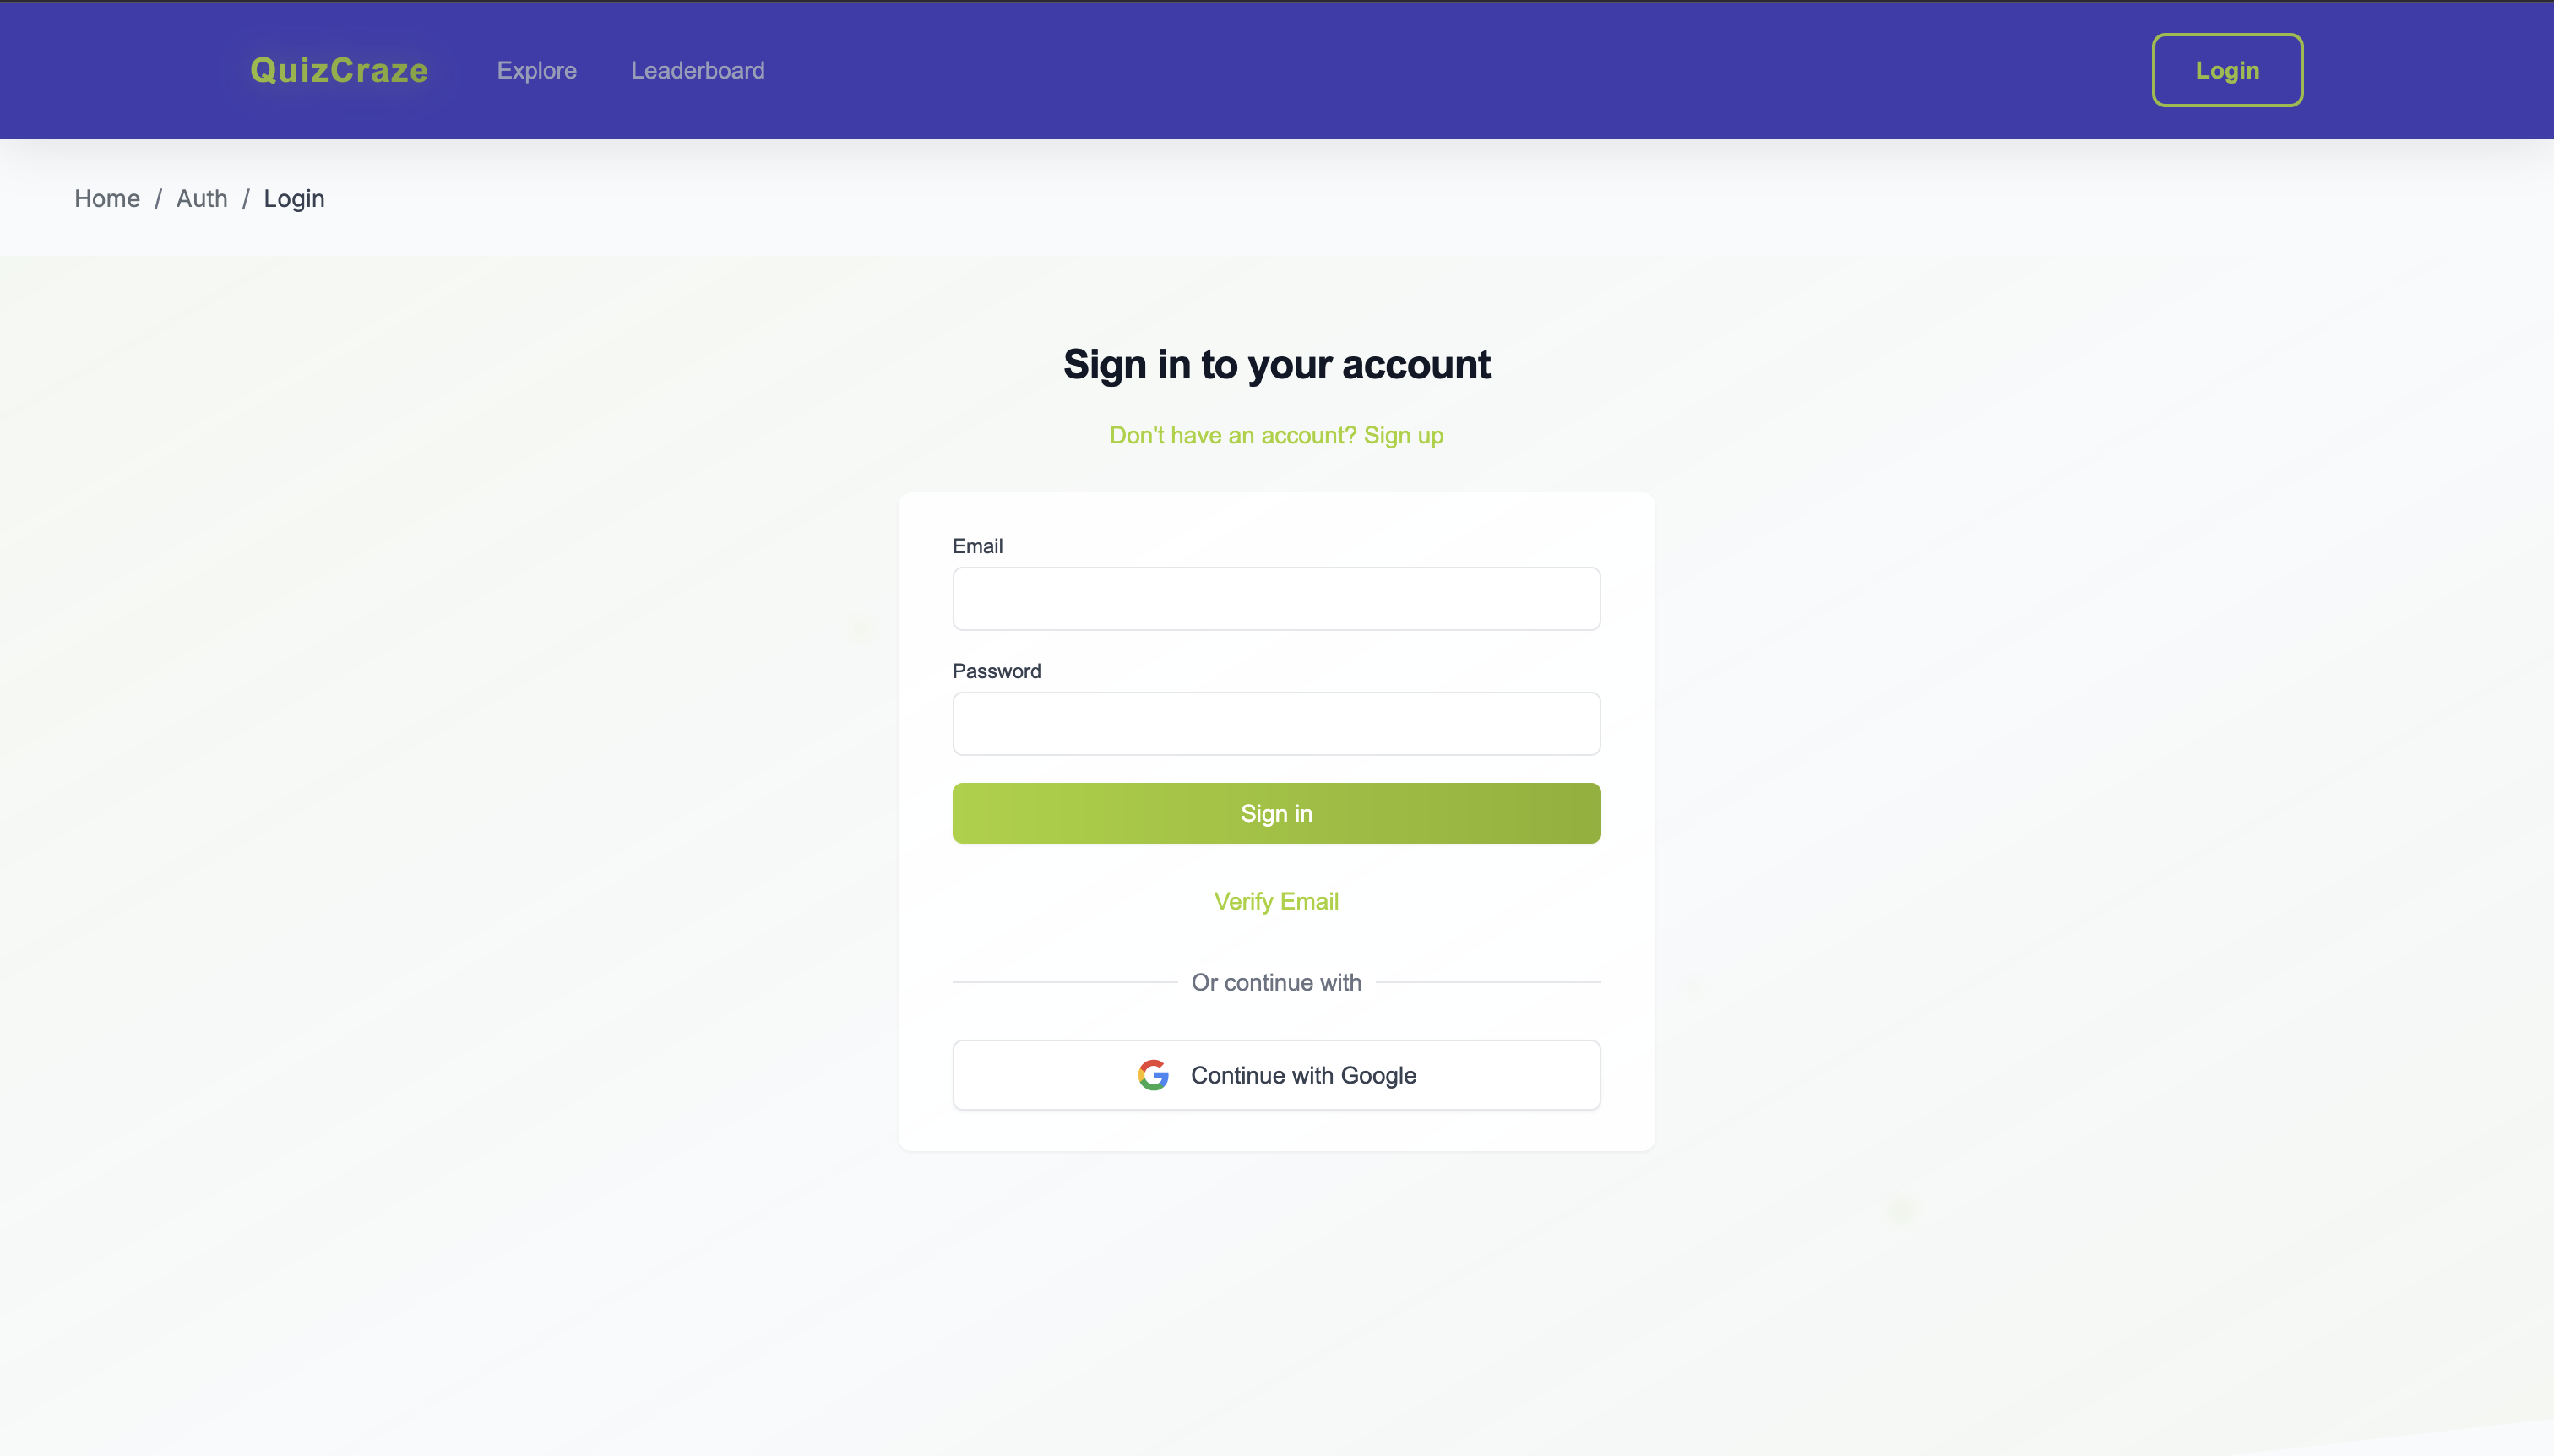 QuizCraze Explore Leaderboard Login
Home / Auth / Login
Sign in to your account
Don't have an account? Sign up
Email
Password
Sign in
Verify Email
Or continue with
Continue with Google